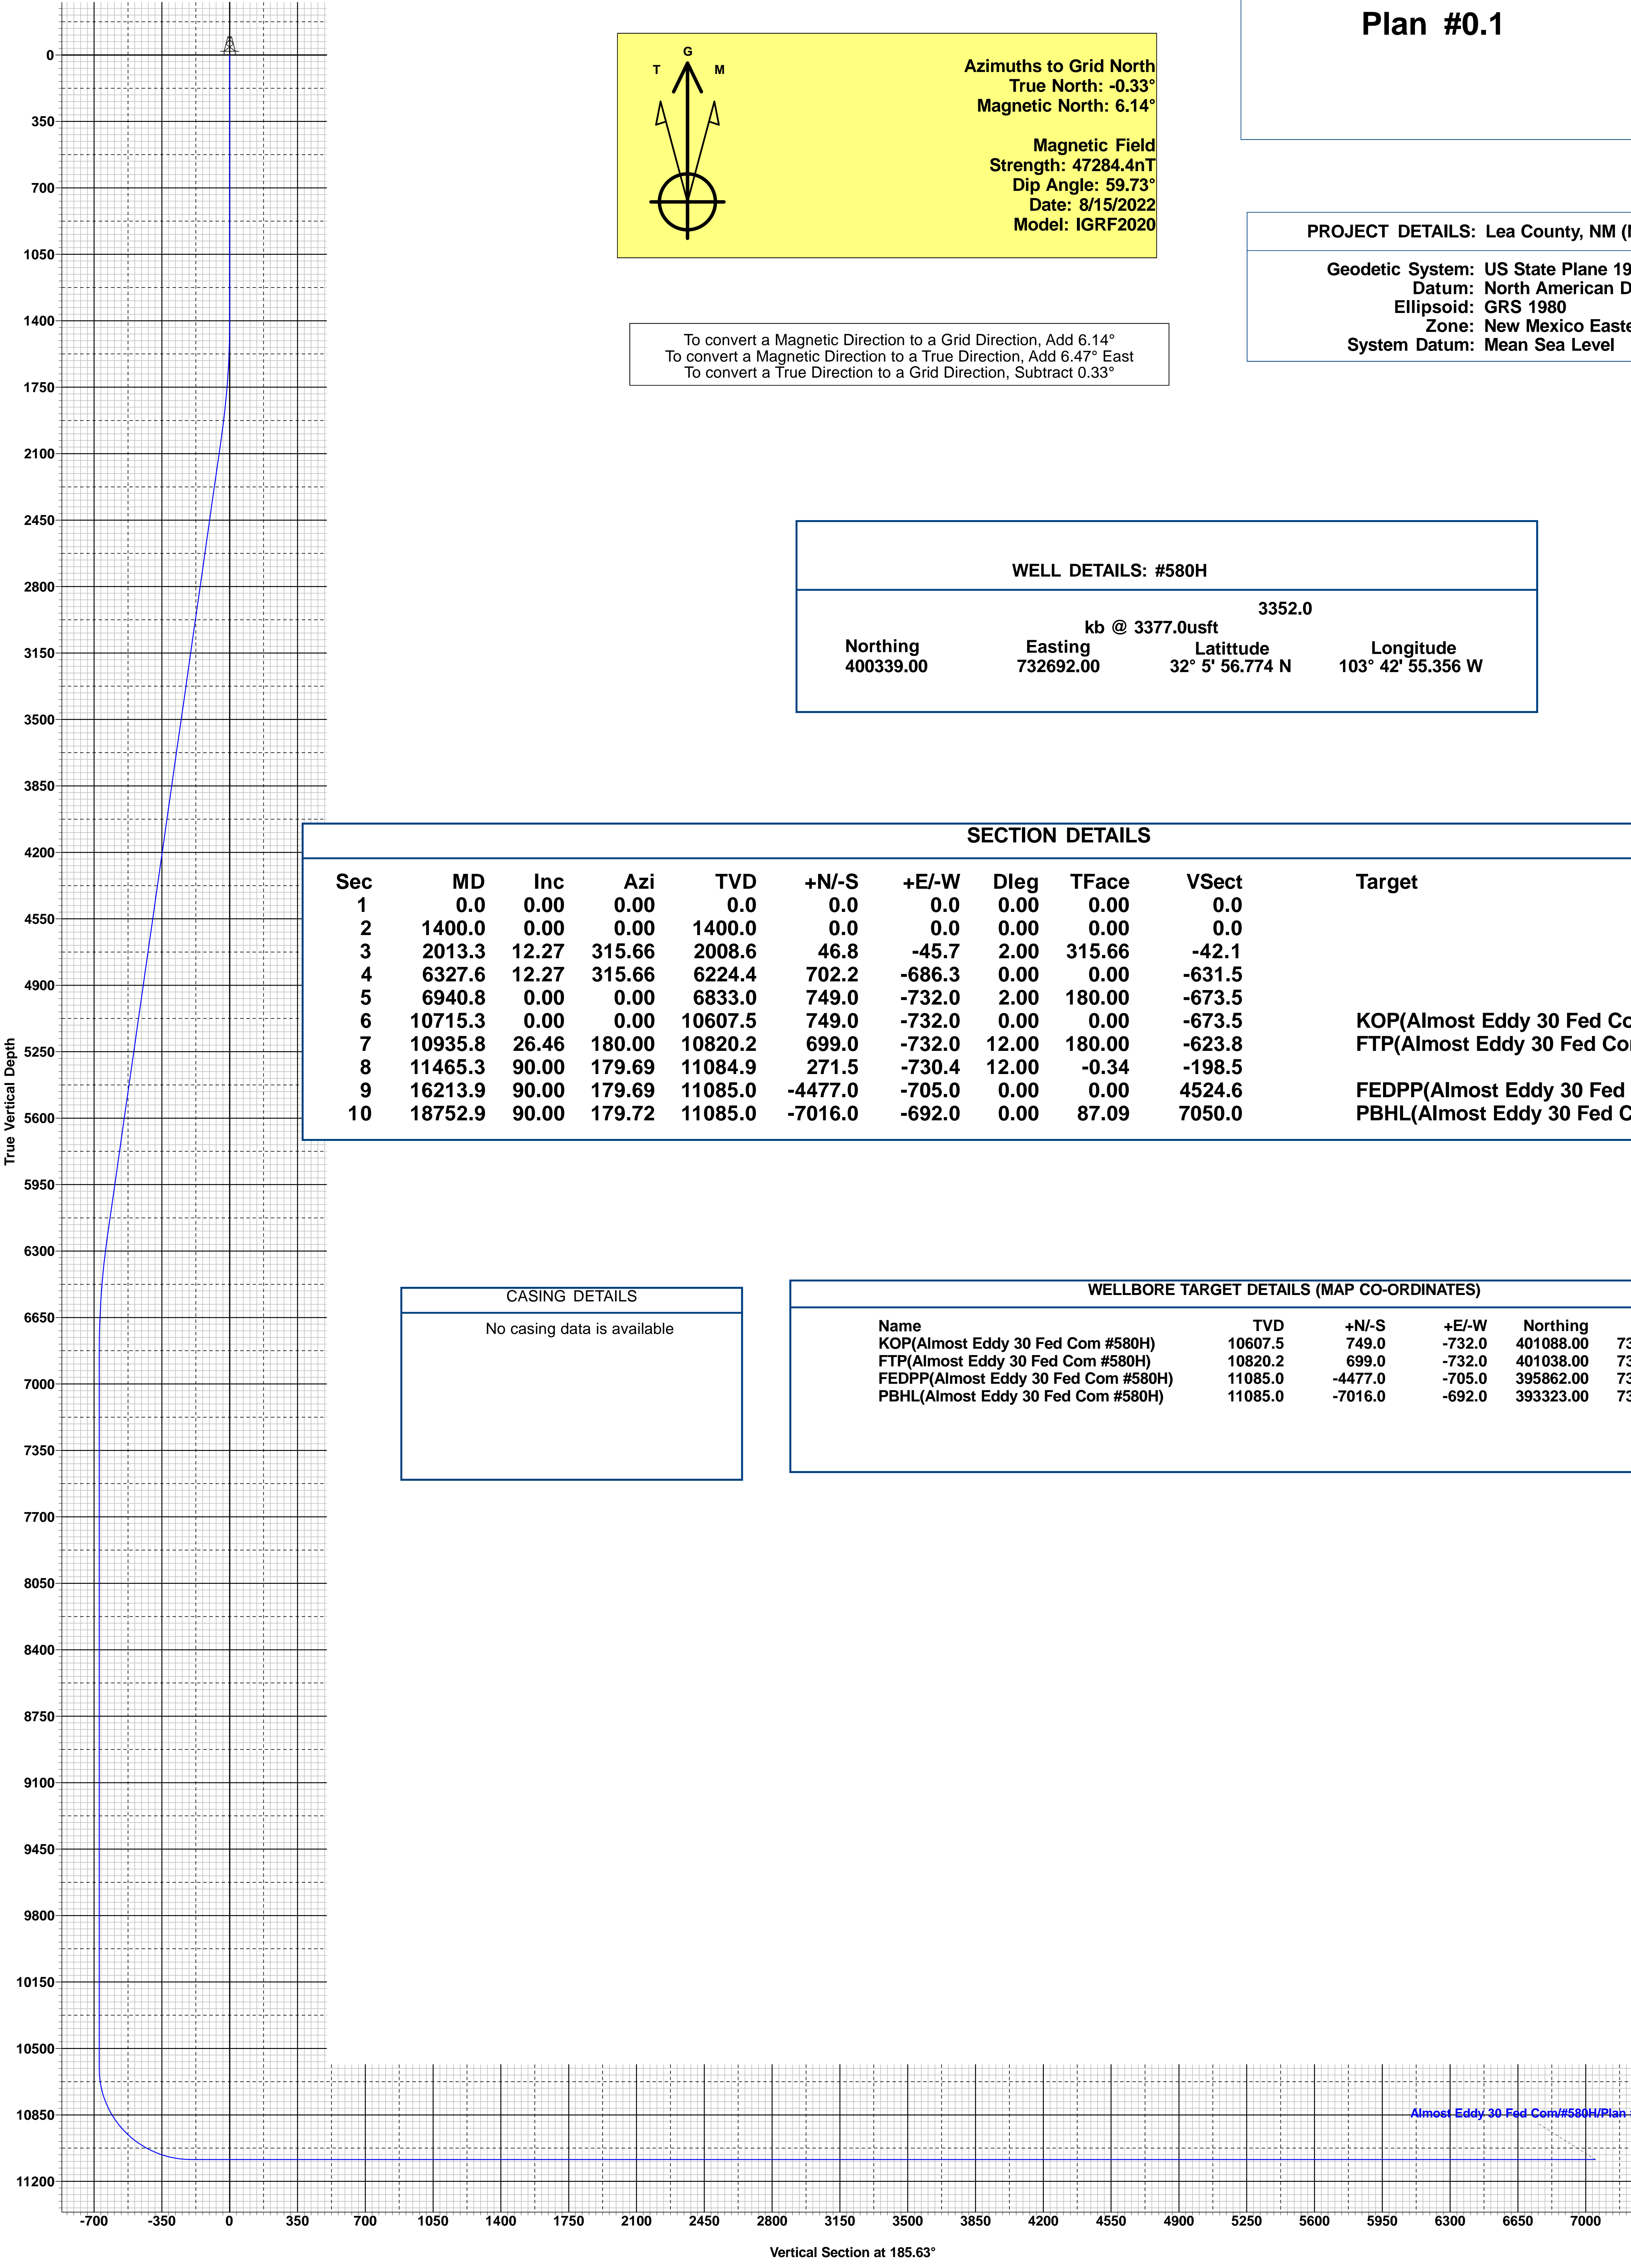 Plan #0.1
G
T M
Azimuths to Grid North
True North: -0.33°
Magnetic North: 6.14°
Magnetic Field
Strength: 47284.4nT
Dip Angle: 59.73°
Date: 8/15/2022
Model: IGRF2020
PROJECT DETAILS: Lea County, NM (
Geodetic System: US State Plane 19
Datum: North American D
Ellipsoid: GRS 1980
Zone: New Mexico Easte
System Datum: Mean Sea Level
To convert a Magnetic Direction to a Grid Direction, Add 6.14°
To convert a Magnetic Direction to a True Direction, Add 6.47° East
To convert a True Direction to a Grid Direction, Subtract 0.33°
WELL DETAILS: #580H
3352.0
kb @ 3377.0usft
Northing Easting Latittude Longitude
400339.00 732692.00 32° 5' 56.774 N 103° 42' 55.356 W
SECTION DETAILS
Sec MD Inc Azi TVD +N/-S +E/-W Dleg TFace VSect Target
1 0.0 0.00 0.00 0.0 0.0 0.0 0.00 0.00 0.0
2 1400.0 0.00 0.00 1400.0 0.0 0.0 0.00 0.00 0.0
3 2013.3 12.27 315.66 2008.6 46.8 -45.7 2.00 315.66 -42.1
4 6327.6 12.27 315.66 6224.4 702.2 -686.3 0.00 0.00 -631.5
5 6940.8 0.00 0.00 6833.0 749.0 -732.0 2.00 180.00 -673.5
6 10715.3 0.00 0.00 10607.5 749.0 -732.0 0.00 0.00 -673.5 KOP(Almost Eddy 30 Fed Co
7 10935.8 26.46 180.00 10820.2 699.0 -732.0 12.00 180.00 -623.8 FTP(Almost Eddy 30 Fed Co
8 11465.3 90.00 179.69 11084.9 271.5 -730.4 12.00 -0.34 -198.5
9 16213.9 90.00 179.69 11085.0 -4477.0 -705.0 0.00 0.00 4524.6 FEDPP(Almost Eddy 30 Fed
10 18752.9 90.00 179.72 11085.0 -7016.0 -692.0 0.00 87.09 7050.0 PBHL(Almost Eddy 30 Fed C
CASING DETAILS
No casing data is available
WELLBORE TARGET DETAILS (MAP CO-ORDINATES)
Name TVD +N/-S +E/-W Northing
KOP(Almost Eddy 30 Fed Com #580H) 10607.5 749.0 -732.0 401088.00 73
FTP(Almost Eddy 30 Fed Com #580H) 10820.2 699.0 -732.0 401038.00 73
FEDPP(Almost Eddy 30 Fed Com #580H) 11085.0 -4477.0 -705.0 395862.00 73
PBHL(Almost Eddy 30 Fed Com #580H) 11085.0 -7016.0 -692.0 393323.00 73
True Vertical Depth
0
350
700
1050
1400
1750
2100
2450
2800
3150
3500
3850
4200
4550
4900
5250
5600
5950
6300
6650
7000
7350
7700
8050
8400
8750
9100
9450
9800
10150
10500
10850
11200
Almost Eddy 30 Fed Com/#580H/Plan
-700 -350 0 350 700 1050 1400 1750 2100 2450 2800 3150 3500 3850 4200 4550 4900 5250 5600 5950 6300 6650 7000
Vertical Section at 185.63°